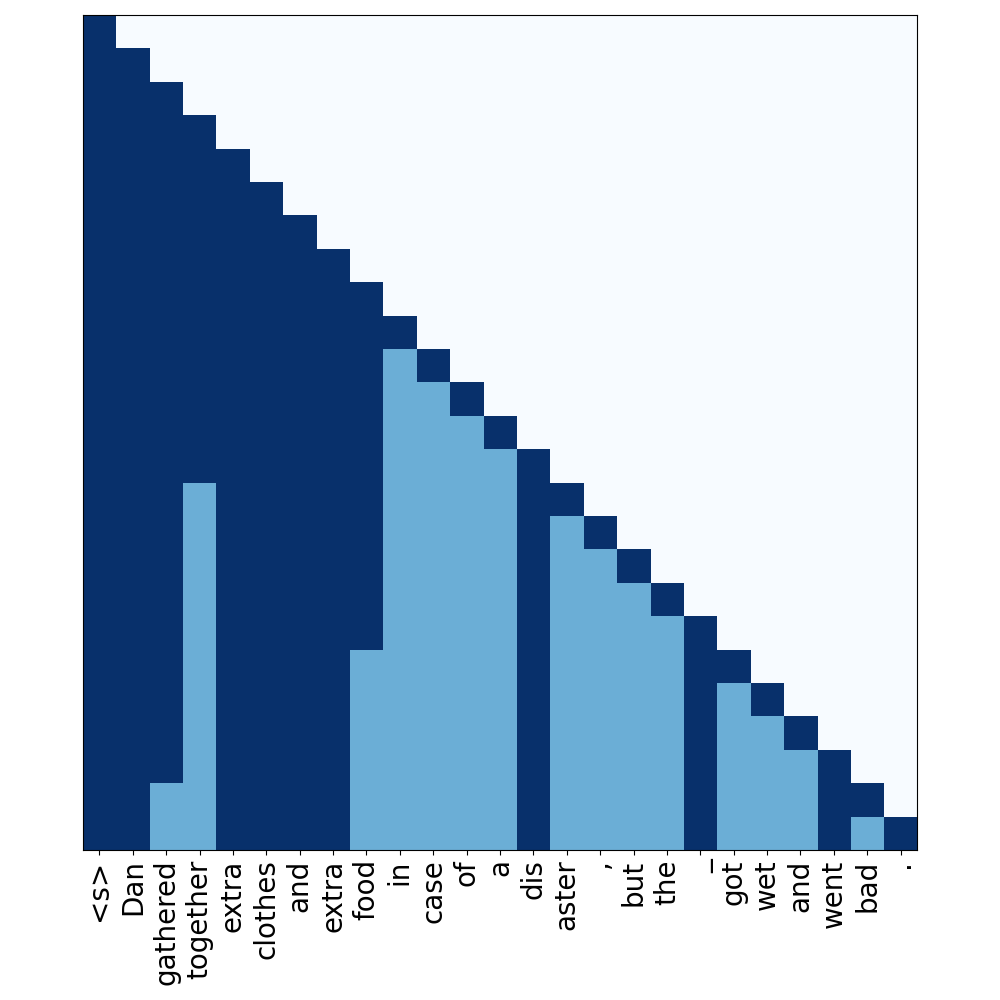 <s>
Dan
gathered
together
extra
clothes
and
extra
food
in
case
of
a
dis
aster
,
but
the
_
got
wet
and
went
bad
.